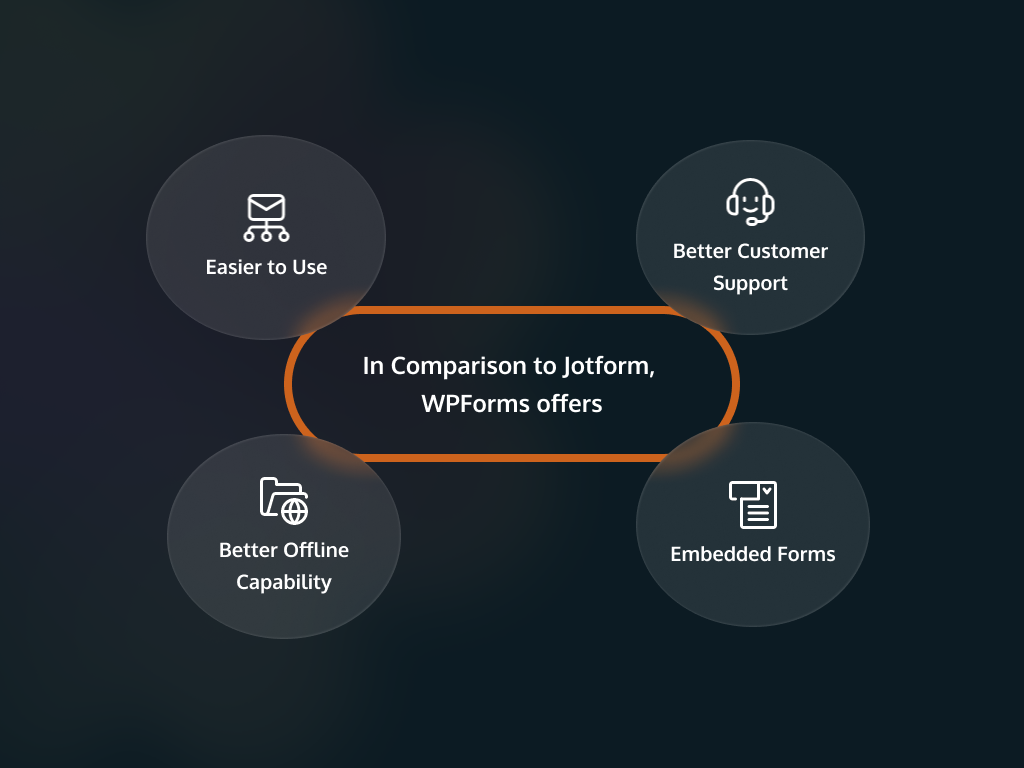 Easier to Use
Better Customer
Support
In Comparison to Jotform,
WPForms offers
Better Offline
Capability
Embedded Forms